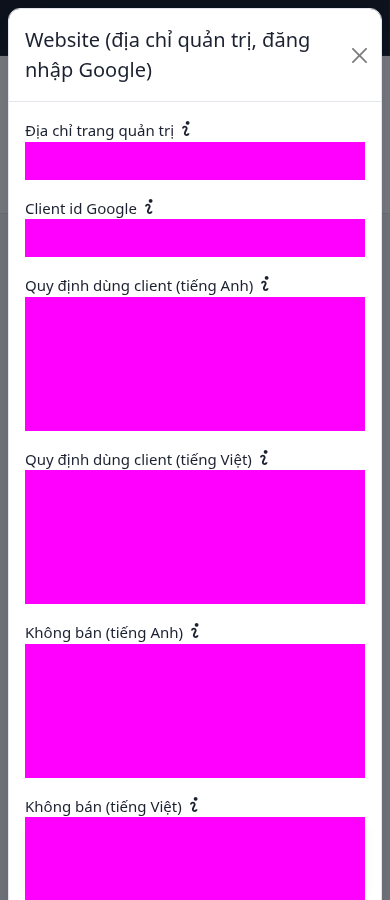 Website (địa chỉ quản trị, đăng
nhập Google)
Địa chỉ trang quản trị
Client id Google
Quy định dùng client (tiếng Anh)
Quy định dùng client (tiếng Việt)
Không bán (tiếng Anh)
Không bán (tiếng Việt)